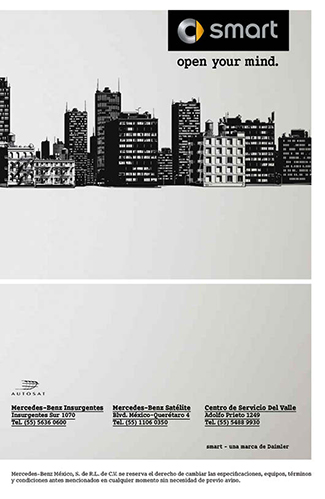 smart
open your mind.
AUTOSAT
Mercedes-Benz Insurgentes
Insurgentes Sur 1070
Tel. (55) 5636 0600
Mercedes-Benz Satélite
Blvd. México-Querétaro 4
Tel. (55) 1106 0350
Centro de Servicio Del Valle
Adolfo Prieto 1249
Tel. (55) 5488 9930
smart - una marca de Daimler
Mercedes-Benz México, S. de R.L. de C.V. se reserva el derecho de cambiar las especificaciones, equipos, términos
y condiciones antes mencionados en cualquier momento sin necesidad de previo aviso.